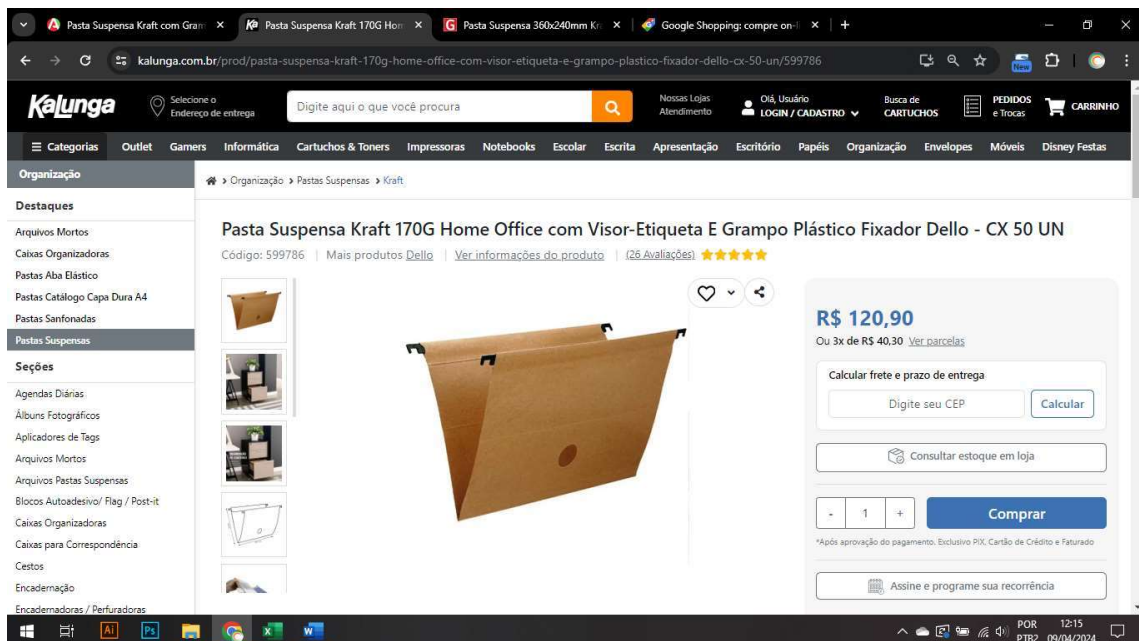 Pasta Suspensa Kraft com Gram
Pasta Suspensa Kraft 170G Hom
Pasta Suspensa 360x240mm Kr
Google Shopping: compre on-l
kalunga.com.br/prod/pasta-suspensa-kraft-170g-home-office-com-visor-etiqueta-e-grampo-plastico-fixador-dello-cx-50-un/599786
New
Kalunga
Selecione o
Endereço de entrega
Digite aqui o que você procura
Nossas Lojas
Atendimento
Olá, Usuário
LOGIN / CADASTRO
Busca de
CARTUCHOS
PEDIDOS
e Trocas
CARRINHO
Categorias Outlet Gamers Informática Cartuchos & Toners Impressoras Notebooks Escolar Escrita Apresentação Escritório Papéis Organização Envelopes Móveis Disney Festas
Organização
> Organização > Pastas Suspensas > Kraft
Destaques
Arquivos Mortos
Caixas Organizadoras
Pastas Aba Elástico
Pastas Catálogo Capa Dura A4
Pastas Sanfonadas
Pastas Suspensas
Seções
Agendas Diárias
Álbuns Fotográficos
Aplicadores de Tags
Arquivos Mortos
Arquivos Pastas Suspensas
Blocos Autoadesivo/ Flag / Post-it
Caixas Organizadoras
Caixas para Correspondência
Cestos
Encadernação
Encadernadoras / Perfuradoras
Pasta Suspensa Kraft 170G Home Office com Visor-Etiqueta E Grampo Plástico Fixador Dello - CX 50 UN
Código: 599786 | Mais produtos Dello | Ver informações do produto | (26 Avaliações)
R$ 120,90
Ou 3x de R$ 40,30 Ver parcelas
Calcular frete e prazo de entrega
Digite seu CEP
Calcular
Consultar estoque em loja
- 1 +
Comprar
*Após aprovação do pagamento. Exclusivo PIX, Cartão de Crédito e Faturado
Assine e programe sua recorrência
Ai
Ps
POR
PTB2
12:15
09/04/2024